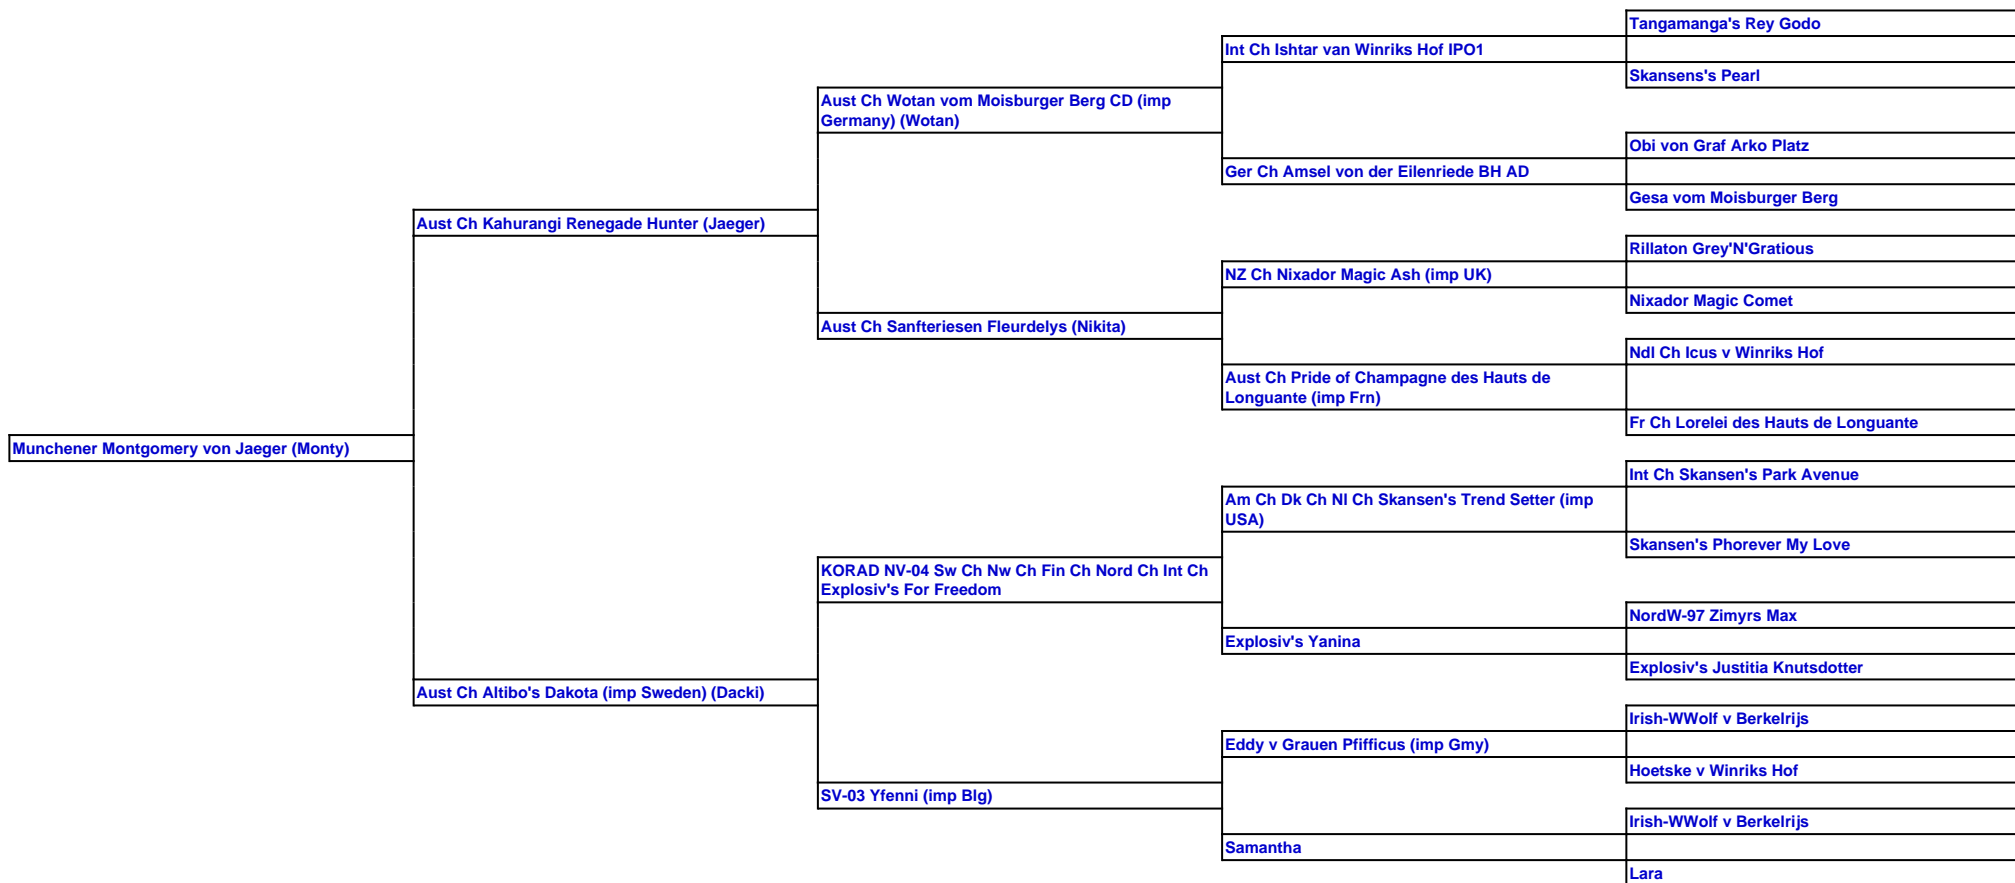 Tangamanga's Rey Godo
Int Ch Ishtar van Winriks Hof IPO1
Skansens's Pearl
Aust Ch Wotan vom Moisburger Berg CD (imp
Germany) (Wotan)
Obi von Graf Arko Platz
Ger Ch Amsel von der Eilenriede BH AD
Gesa vom Moisburger Berg
Aust Ch Kahurangi Renegade Hunter (Jaeger)
Rillaton Grey'N'Gratious
NZ Ch Nixador Magic Ash (imp UK)
Nixador Magic Comet
Aust Ch Sanfteriesen Fleurdelys (Nikita)
Ndl Ch Icus v Winriks Hof
Aust Ch Pride of Champagne des Hauts de
Longuante (imp Frn)
Fr Ch Lorelei des Hauts de Longuante
Munchener Montgomery von Jaeger (Monty)
Int Ch Skansen's Park Avenue
Am Ch Dk Ch Nl Ch Skansen's Trend Setter (imp
USA)
Skansen's Phorever My Love
KORAD NV-04 Sw Ch Nw Ch Fin Ch Nord Ch Int Ch
Explosiv's For Freedom
NordW-97 Zimyrs Max
Explosiv's Yanina
Explosiv's Justitia Knutsdotter
Aust Ch Altibo's Dakota (imp Sweden) (Dacki)
Irish-WWolf v Berkelrijs
Eddy v Grauen Pfifficus (imp Gmy)
Hoetske v Winriks Hof
SV-03 Yfenni (imp Blg)
Irish-WWolf v Berkelrijs
Samantha
Lara